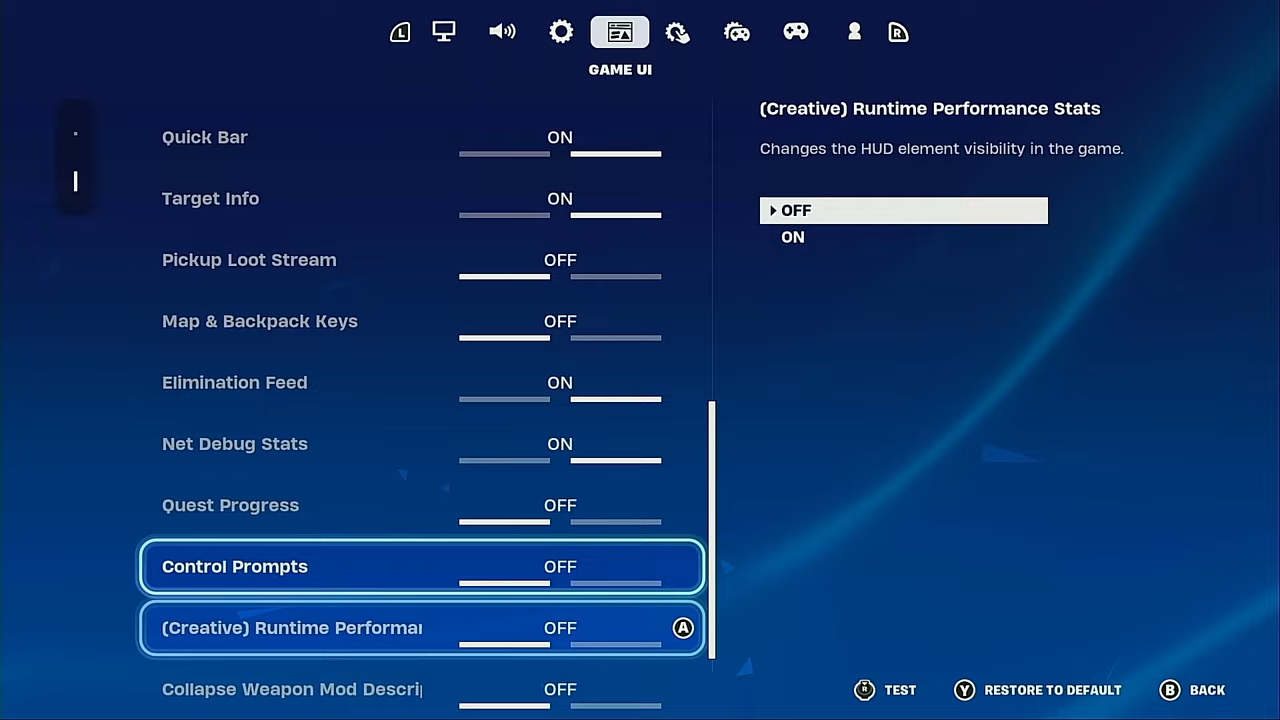 L
R
GAME UI
Quick Bar ON
Target Info ON
Pickup Loot Stream OFF
Map & Backpack Keys OFF
Elimination Feed ON
Net Debug Stats ON
Quest Progress OFF
Control Prompts OFF
(Creative) Runtime Performa OFF A
Collapse Weapon Mod Descri OFF
(Creative) Runtime Performance Stats
Changes the HUD element visibility in the game.
OFF
ON
R TEST
Y RESTORE TO DEFAULT
B BACK